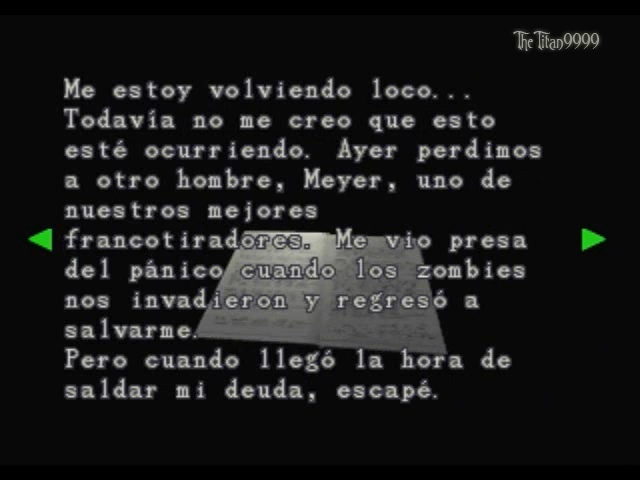 The Titan9999
Me estoy volviendo loco...
Todavía no me creo que esto
esté ocurriendo. Ayer perdimos
a otro hombre, Meyer, uno de
nuestros mejores
francotiradores. Me vio presa
del pánico cuando los zombies
nos invadieron y regresó a
salvarme.
Pero cuando llegó la hora de
saldar mi deuda, escapé.